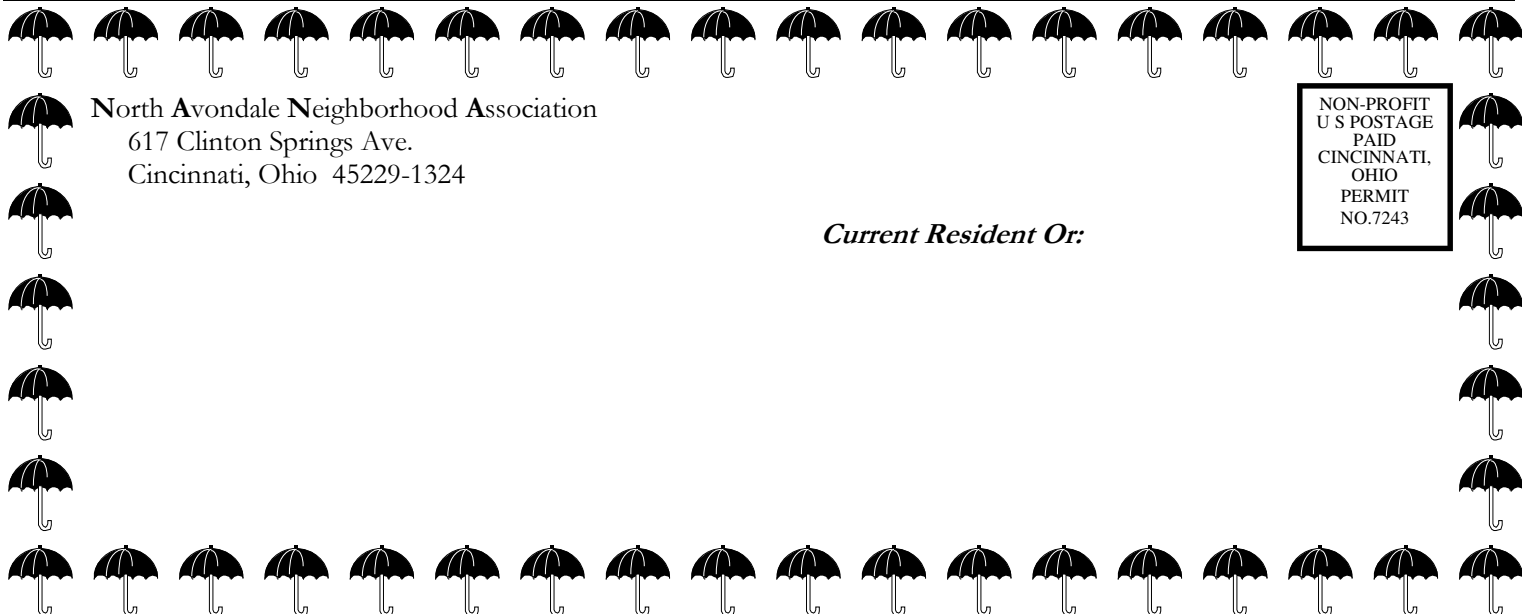 North Avondale Neighborhood Association
617 Clinton Springs Ave.
Cincinnati, Ohio  45229-1324
NON-PROFIT
U S POSTAGE
PAID
CINCINNATI,
OHIO
PERMIT
NO.7243
Current Resident Or: